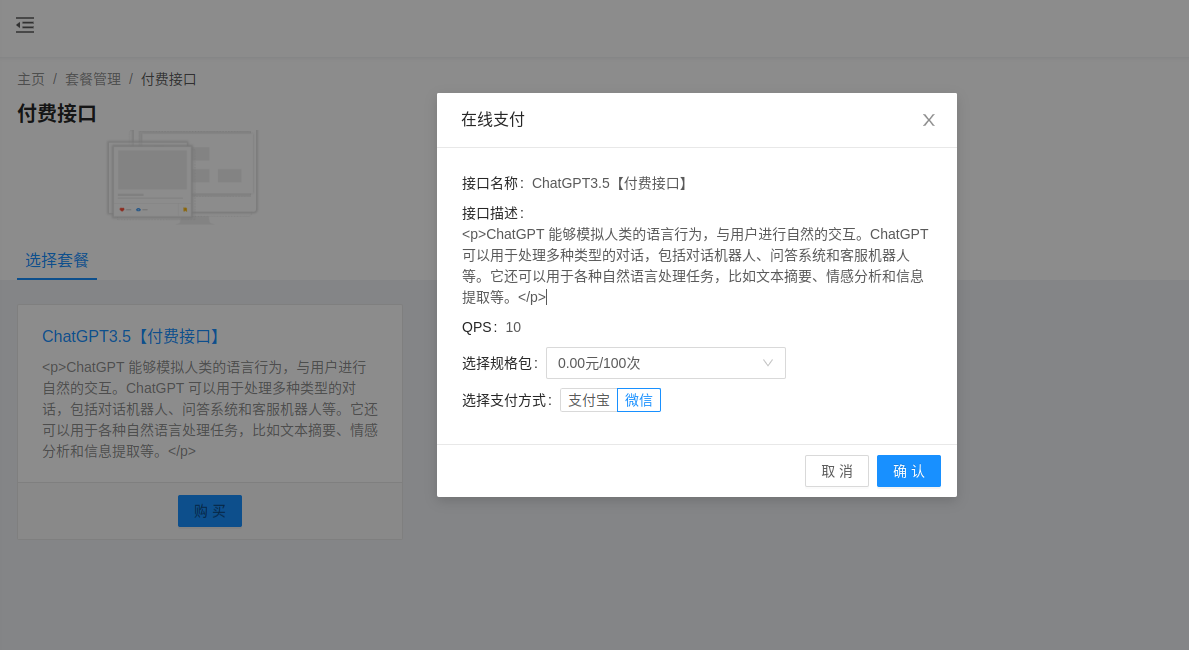 主页 / 套餐管理 / 付费接口
付费接口
选择套餐
ChatGPT3.5【付费接口】
<p>ChatGPT 能够模拟人类的语言行为，与用户进行
自然的交互。ChatGPT 可以用于处理多种类型的对
话，包括对话机器人、问答系统和客服机器人等。它还
可以用于各种自然语言处理任务，比如文本摘要、情感
分析和信息提取等。</p>
购 买
在线支付
接口名称：ChatGPT3.5【付费接口】
接口描述：
<p>ChatGPT 能够模拟人类的语言行为，与用户进行自然的交互。ChatGPT
可以用于处理多种类型的对话，包括对话机器人、问答系统和客服机器人
等。它还可以用于各种自然语言处理任务，比如文本摘要、情感分析和信息
提取等。</p>
QPS：10
选择规格包：0.00元/100次
选择支付方式：支付宝 微信
取 消 确 认